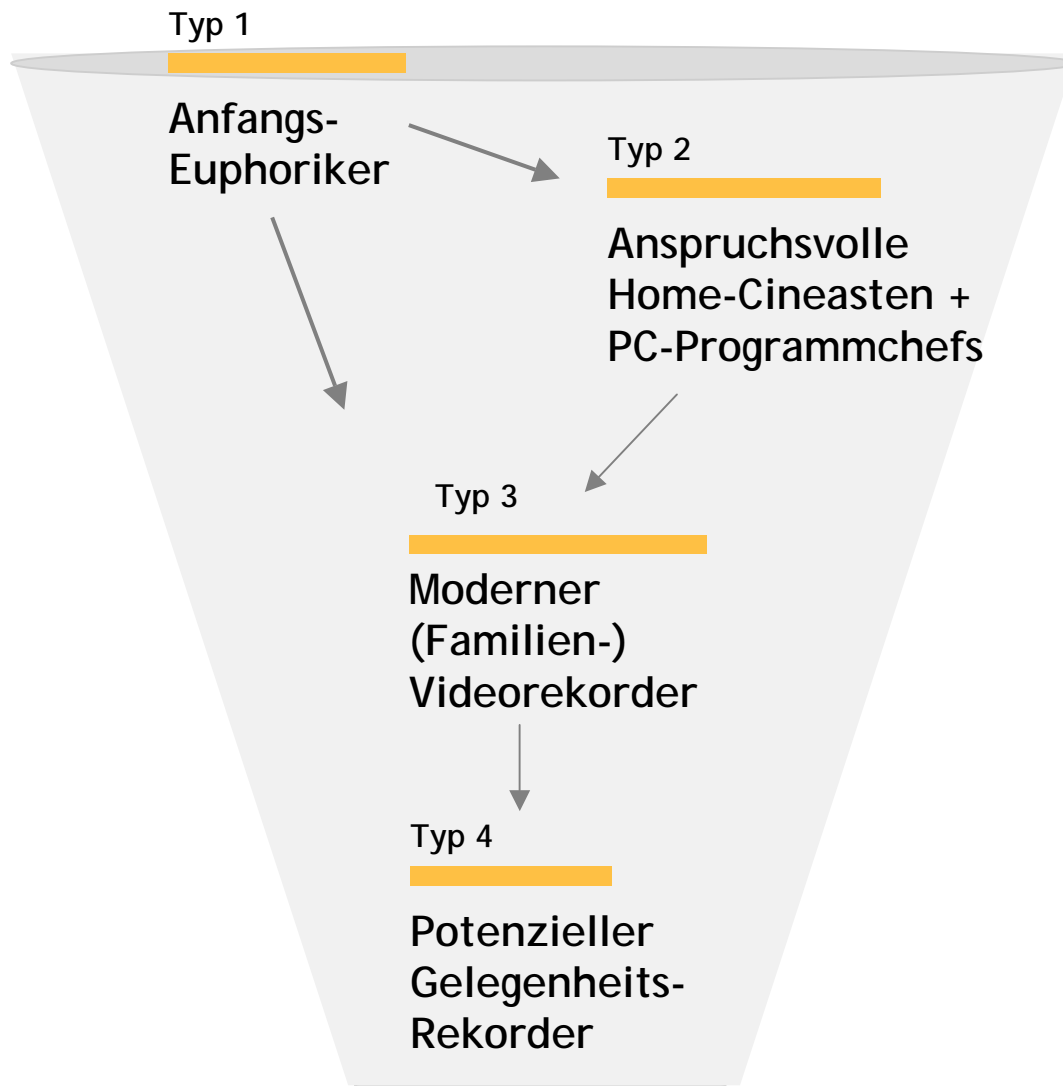 Typ 1
Anfangs-
Euphoriker
Typ 2
Anspruchsvolle
Home-Cineasten +
PC-Programmchefs
Typ 3
Moderner
(Familien-)
Videorekorder
Typ 4
Potenzieller
Gelegenheits-
Rekorder